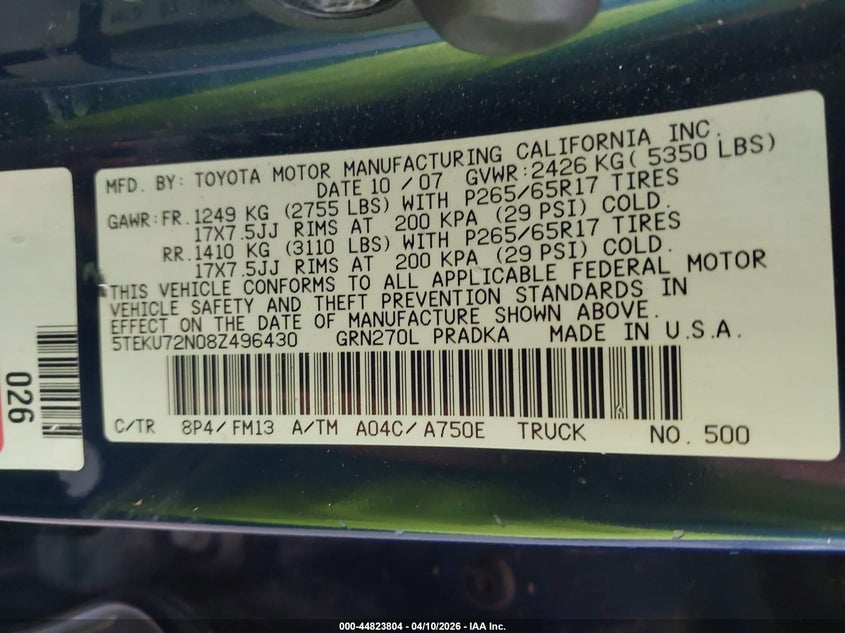 MFD. BY: TOYOTA MOTOR MANUFACTURING CALIFORNIA INC.
DATE 10 /07 GVWR:2426 KG( 5350 LBS)
GAWR:FR.1249 KG (2755 LBS) WITH P265/65R17 TIRES
17X7.5JJ RIMS AT 200 KPA (29 PSI) COLD.
RR.1410 KG (3110 LBS) WITH P265/65R17 TIRES
17X7.5JJ RIMS AT 200 KPA (29 PSI) COLD.
THIS VEHICLE CONFORMS TO ALL APPLICABLE FEDERAL MOTOR
VEHICLE SAFETY AND THEFT PREVENTION STANDARDS IN
EFFECT ON THE DATE OF MANUFACTURE SHOWN ABOVE.
5TEKU72N08Z496430 GRN270L PRADKA MADE IN U.S.A.
C/TR 8P4/FM13 A/TM A04C/A750E TRUCK NO. 500
026
000-44823804 - 04/10/2026 - IAA Inc.